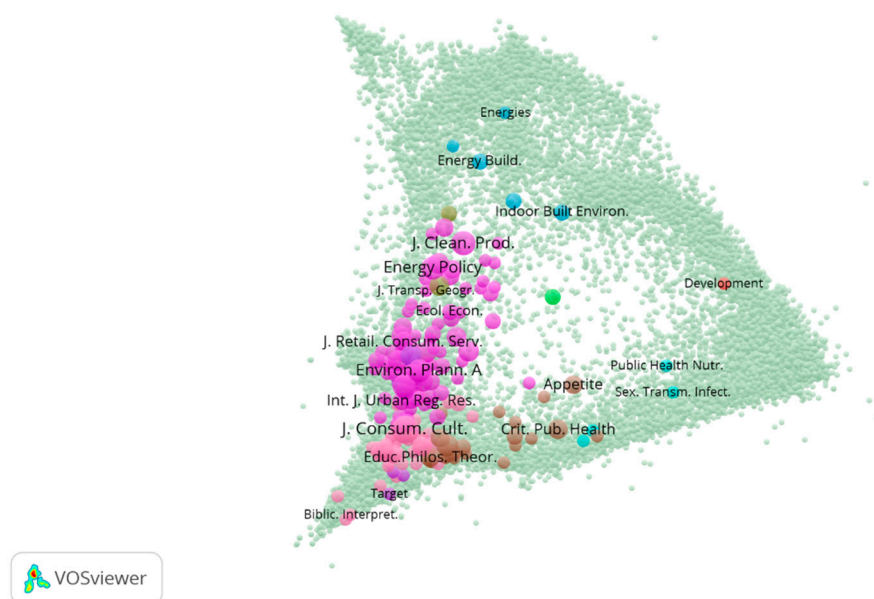 Energies
Energy Build.
Indoor Built Environ.
J. Clean. Prod.
Energy Policy
Development
J. Transp. Geogr.
Ecol. Econ.
J. Retail. Consum. Serv.
Public Health Nutr.
Environ. Plann. A
Appetite
Sex. Transm. Infect.
Int. J. Urban Reg. Res.
J. Consum. Cult.
Crit. Pub. Health
Educ.Philos. Theor.
Target
Biblic. Interpret.
VOSviewer